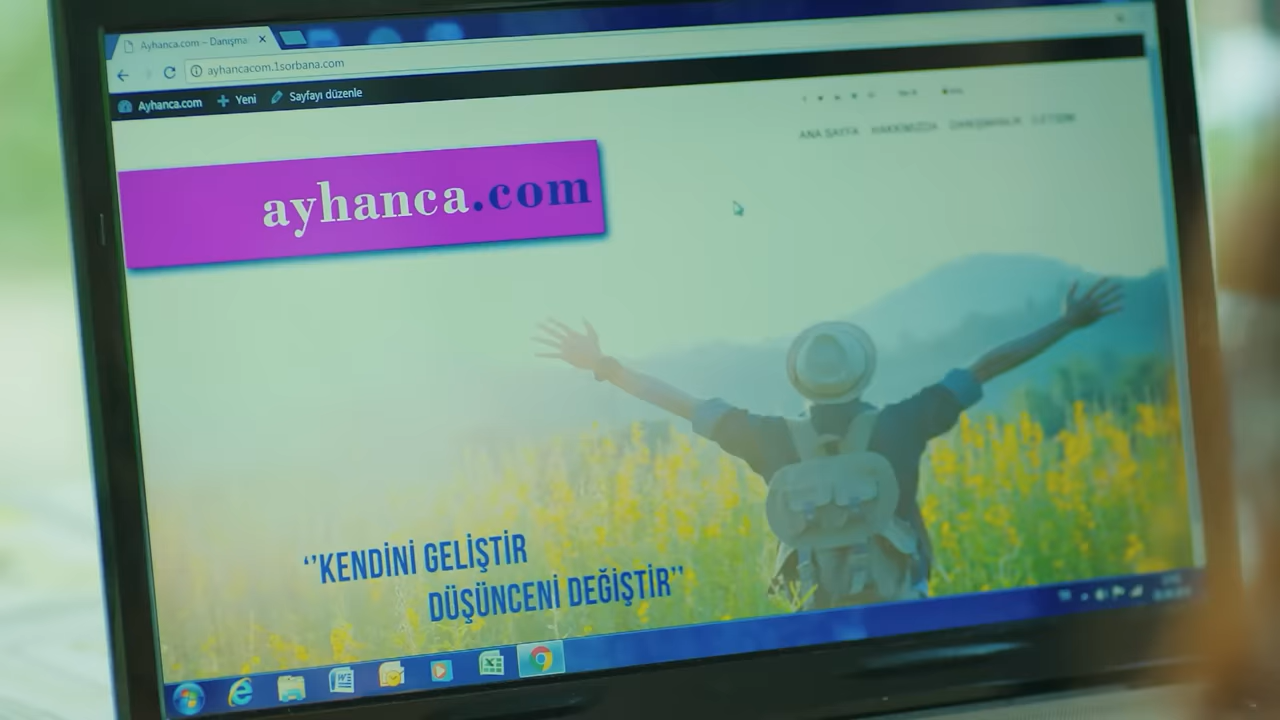 Ayhanca.com – Danışma
ayhancacom.1sorbana.com
Ayhanca.com + Yeni Sayfayı düzenle
ANA SAYFA HAKKIMIZDA DANIŞMANLIK İLETİŞİM
ayhanca.com
‘’KENDİNİ GELİŞTİR
DÜŞÜNCENİ DEĞİŞTİR’’